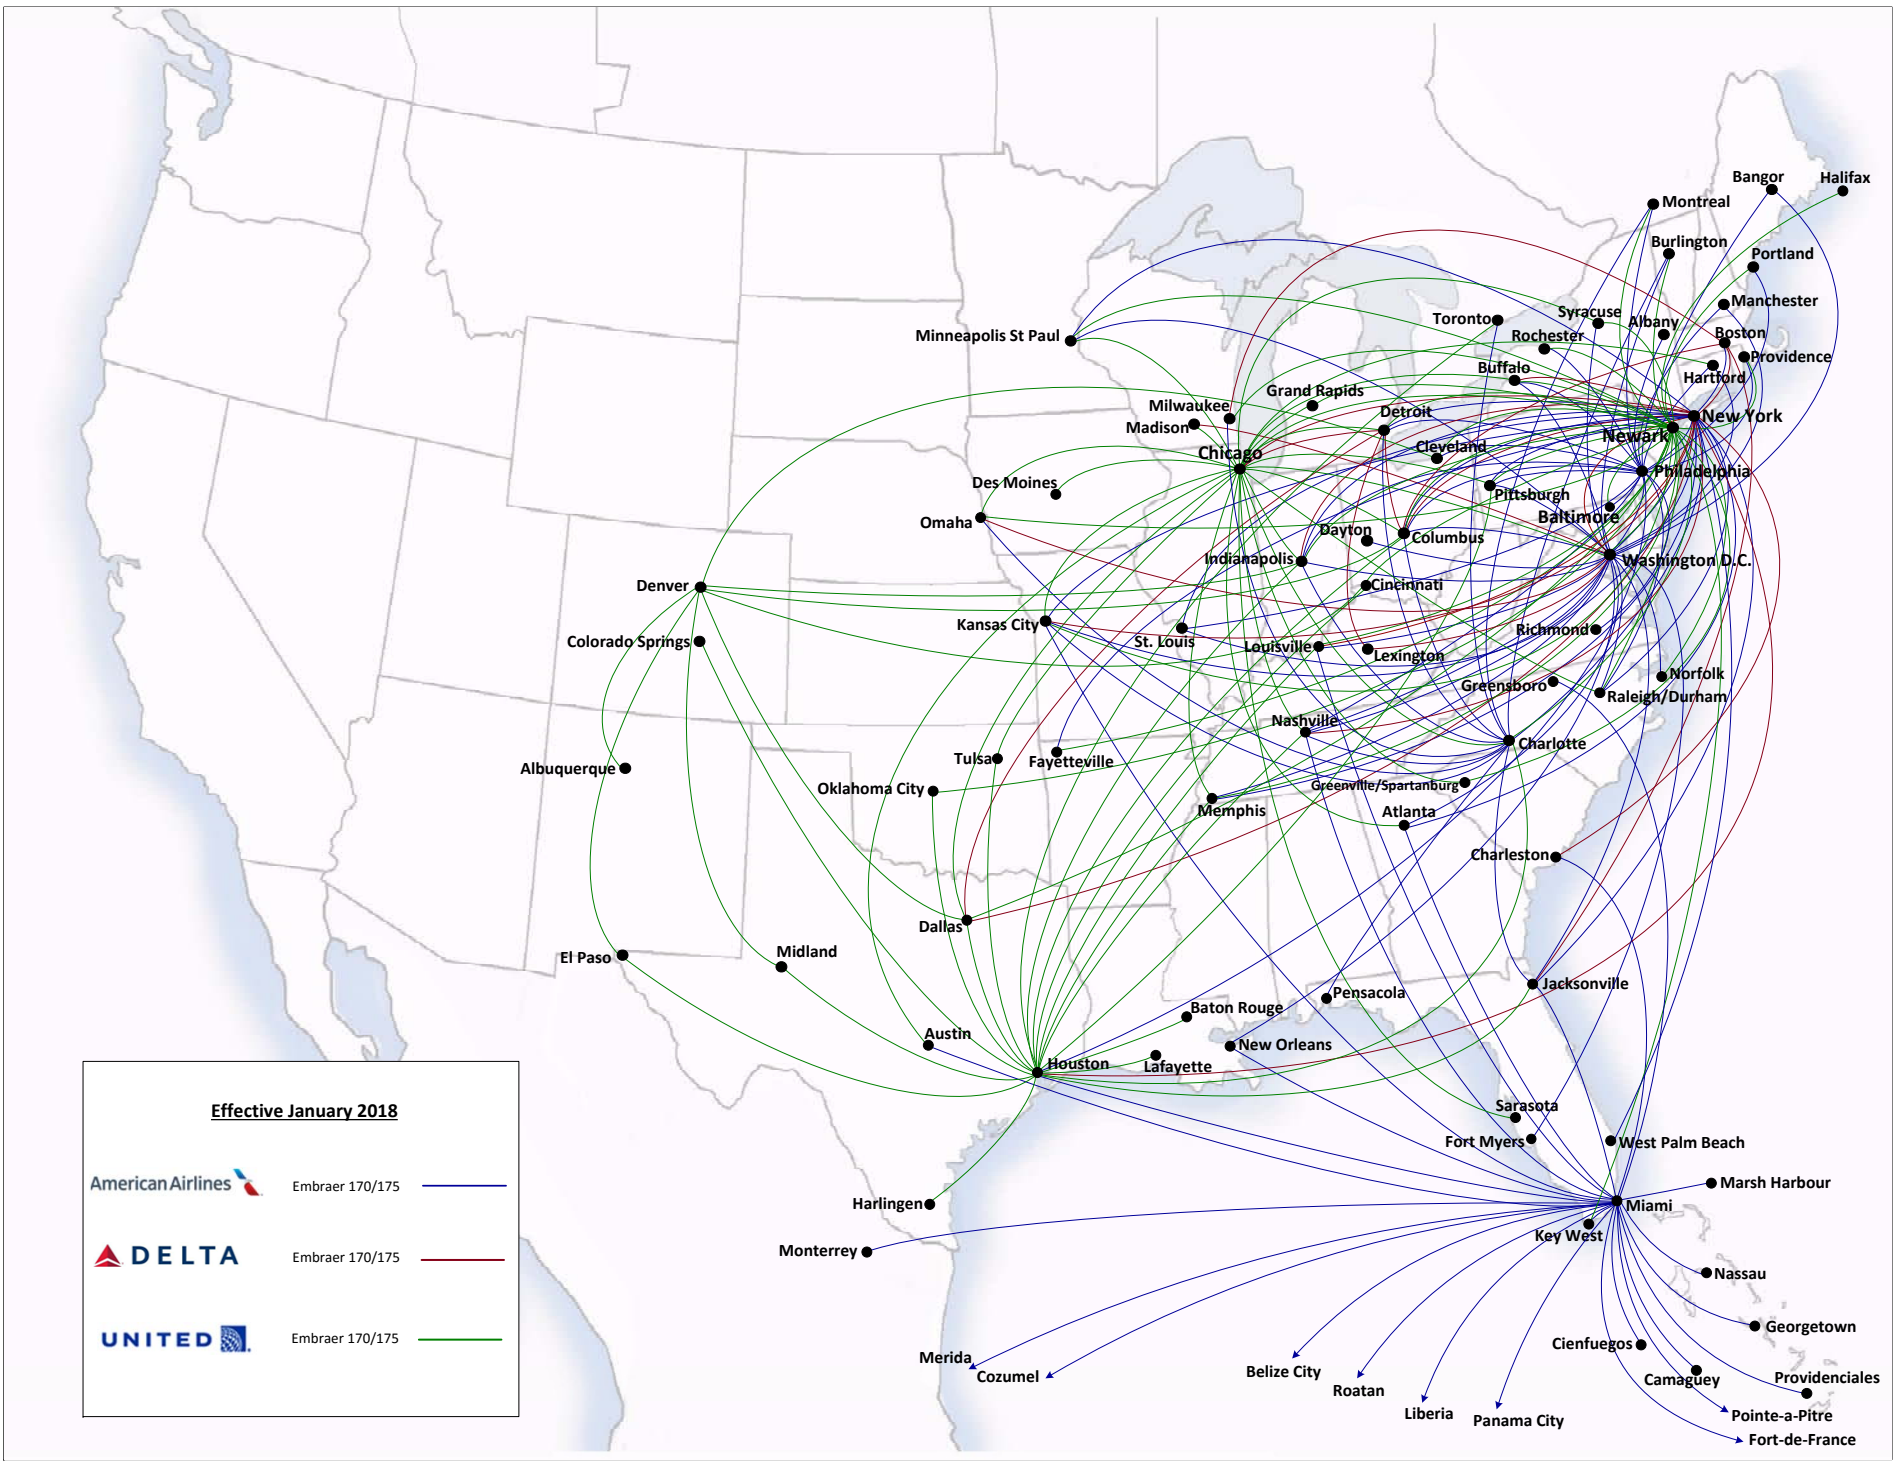 Bangor
Halifax
Montreal
Burlington
Portland
Manchester
Syracuse
Toronto
Albany
Boston
Rochester
Minneapolis St Paul
Providence
Buffalo
Hartford
Grand Rapids
Milwaukee
Detroit
New York
Madison
Newark
Cleveland
Chicago
Philadelphia
Des Moines
Pittsburgh
Baltimore
Omaha
Dayton
Columbus
Indianapolis
Washington D.C.
Denver
Cincinnati
Kansas City
Richmond
Colorado Springs
St. Louis
Louisville
Lexington
Norfolk
Greensboro
Raleigh/Durham
Nashville
Charlotte
Tulsa
Fayetteville
Albuquerque
Oklahoma City
Greenville/Spartanburg
Memphis
Atlanta
Charleston
Dallas
Midland
El Paso
Jacksonville
Pensacola
Baton Rouge
Austin
New Orleans
Houston
Lafayette
Sarasota
Fort Myers
West Palm Beach
Marsh Harbour
Harlingen
Miami
Key West
Monterrey
Nassau
Georgetown
Cienfuegos
Merida
Cozumel
Belize City
Roatan
Camaguey
Providenciales
Liberia
Panama City
Pointe-a-Pitre
Fort-de-France
Effective January 2018
American Airlines Embraer 170/175
DELTA Embraer 170/175
UNITED Embraer 170/175